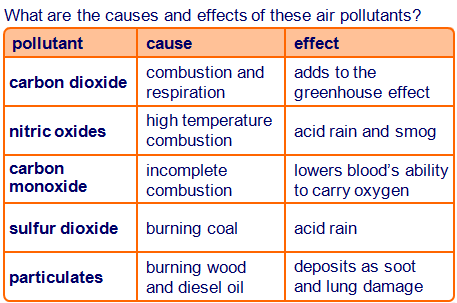 What are the causes and effects of these air pollutants?
pollutant cause effect
carbon dioxide combustion and respiration adds to the greenhouse effect
nitric oxides high temperature combustion acid rain and smog
carbon monoxide incomplete combustion lowers blood's ability to carry oxygen
sulfur dioxide burning coal acid rain
particulates burning wood and diesel oil deposits as soot and lung damage